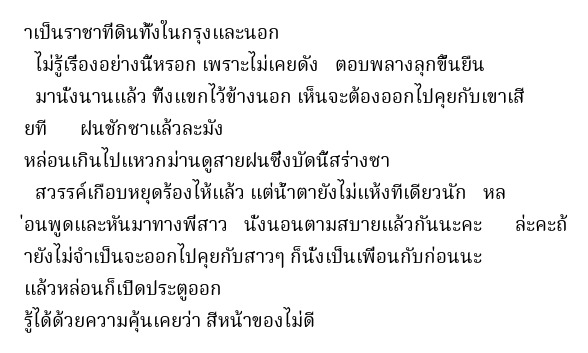 าเป็นราชาที่ดินทั้งในกรุงและนอก
ไม่รู้เรื่องอย่างนี้หรอก เพราะไม่เคยดัง   ตอบพลางลุกขึ้นยืน
มานั่งนานแล้ว ทิ้งแขกไว้ข้างนอก เห็นจะต้องออกไปคุยกับเขาเสี
ยที      ฝนชักซาแล้วละมัง
หล่อนเกินไปแหวกม่านดูสายฝนซึ่งบัดนี้สร่างซา
สวรรค์เกือบหยุดร้องไห้แล้ว แต่น้ำตายังไม่แห้งทีเดียวนัก   หล
่อนพูดและหันมาทางพี่สาว   นั่งนอนตามสบายแล้วกันนะคะ      ล่ะคะถ้
ายังไม่จำเป็นจะออกไปคุยกับสาวๆ ก็นั่งเป็นเพื่อนกับก่อนนะ
แล้วหล่อนก็เปิดประตูออก
รู้ได้ด้วยความคุ้นเคยว่า สีหน้าของไม่ดี